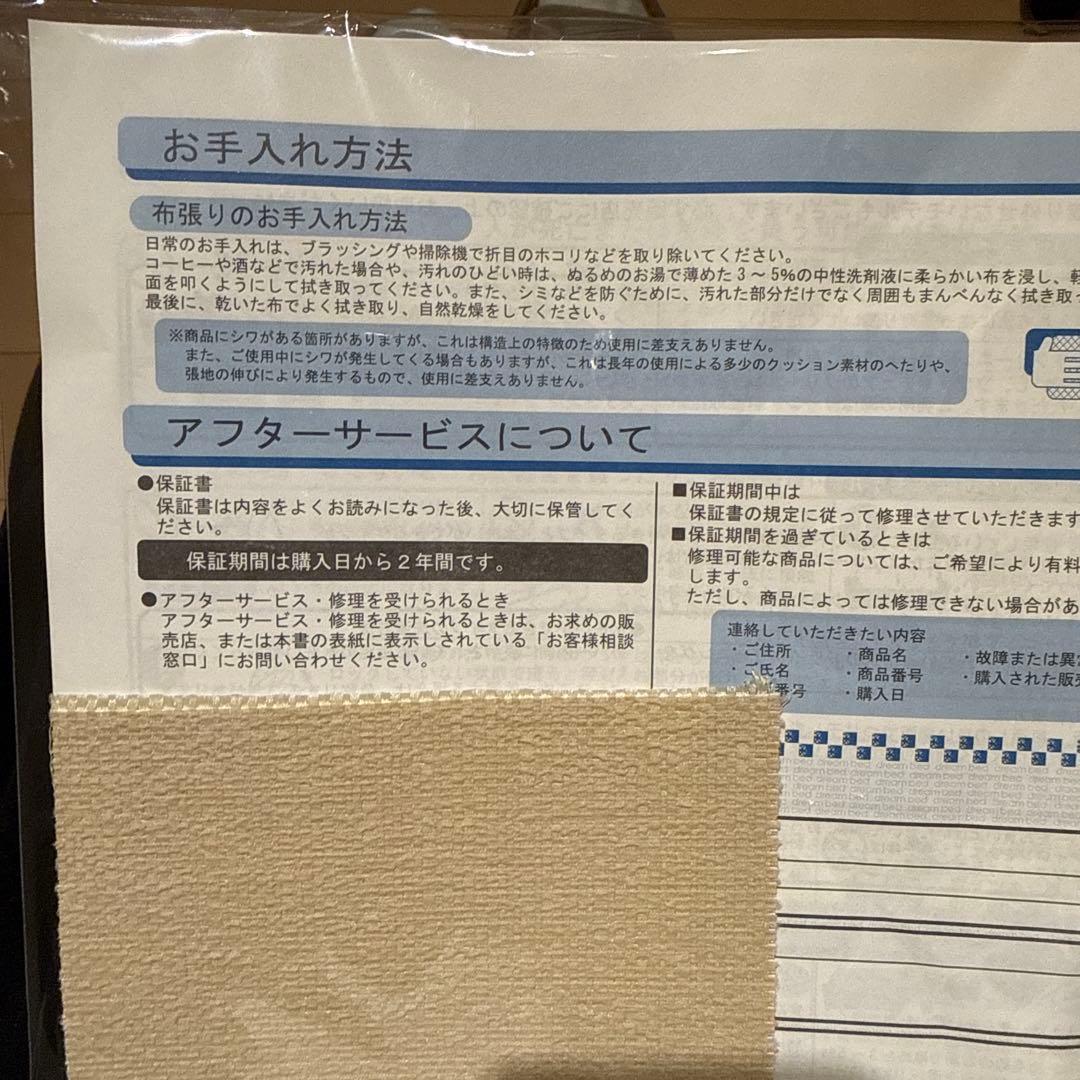 お手入れ方法
布張りのお手入れ方法
日常のお手入れは、ブラッシングや掃除機で折目のホコリなどを取り除いてください。
コーヒーや酒などで汚れた場合や、汚れのひどい時は、ぬるめのお湯で薄めた3～5%の中性洗剤液に柔らかい布を浸し、軽
面を叩くようにして拭き取ってください。また、シミなどを防ぐために、汚れた部分だけでなく周囲もまんべんなく拭き取っ
最後に、乾いた布でよく拭き取り、自然乾燥をしてください。
※商品にシワがある箇所がありますが、これは構造上の特徴のため使用に差支えありません。
また、ご使用中にシワが発生してくる場合もありますが、これは長年の使用による多少のクッション素材のへたりや、
張地の伸びにより発生するもので、使用に差支えありません。
アフターサービスについて
●保証書
保証書は内容をよくお読みになった後、大切に保管してく
ださい。
保証期間は購入日から2年間です。
●アフターサービス・修理を受けられるとき
アフターサービス・修理を受けられるときは、お求めの販
売店、または本書の表紙に表示しされている「お客様相談
窓口」にお問い合わせください。
■保証期間中は
保証書の規定に従って修理させていただきます
■保証期間を過ぎているときは
修理可能な商品については、ご希望により有料
します。
ただし、商品によっては修理できない場合があ
連絡していただきたい内容
・ご住所 ・商品名 ・故障または異常
・ご氏名 ・商品番号 ・購入された販売
番号 ・購入日
dream bed dream bed dream bed dream bed